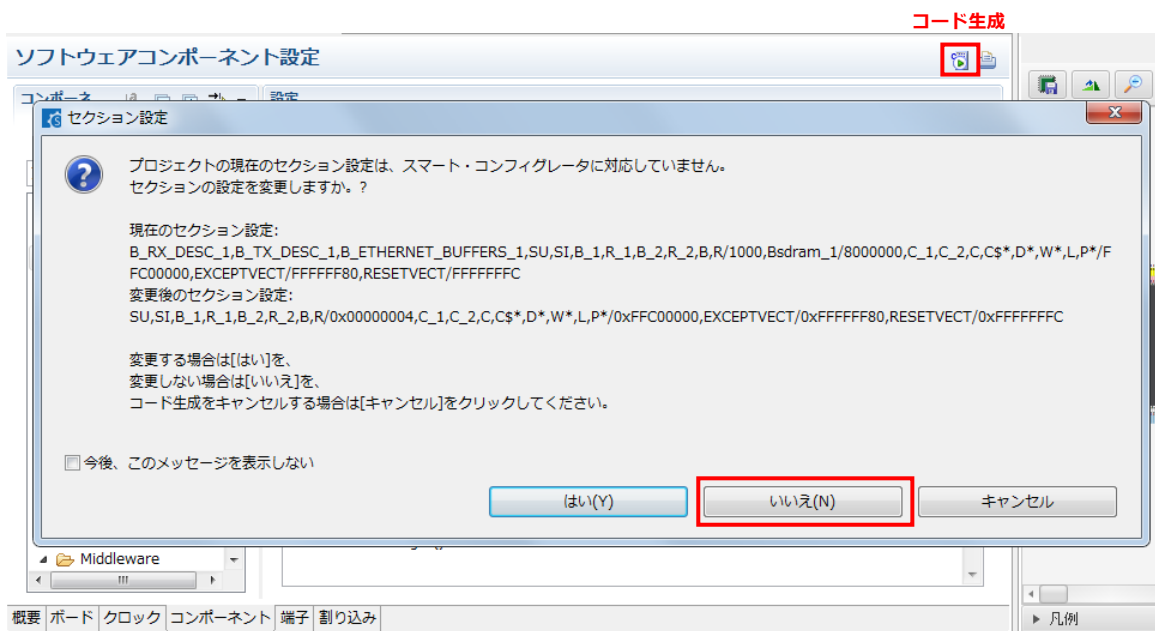 コード生成
ソフトウェアコンポーネント設定
コンポーネ
設定
セクション設定
プロジェクトの現在のセクション設定は、スマート・コンフィグレータに対応していません。
セクションの設定を変更しますか。?
現在のセクション設定:
B_RX_DESC_1,B_TX_DESC_1,B_ETHERNET_BUFFERS_1,SU,SI,B_1,R_1,B_2,R_2,B,R/1000,Bsdram_1/8000000,C_1,C_2,C,C$*,D*,W*,L,P*/F
FC00000,EXCEPTVECT/FFFFFF80,RESETVECT/FFFFFFFC
変更後のセクション設定:
SU,SI,B_1,R_1,B_2,R_2,B,R/0x00000004,C_1,C_2,C,C$*,D*,W*,L,P*/0xFFC00000,EXCEPTVECT/0xFFFFFF80,RESETVECT/0xFFFFFFFC
変更する場合は[はい]を、
変更しない場合は[いいえ]を、
コード生成をキャンセルする場合は[キャンセル]をクリックしてください。
今後、このメッセージを表示しない
はい(Y)
いいえ(N)
キャンセル
Middleware
概要 ボード クロック コンポーネント 端子 割り込み
凡例